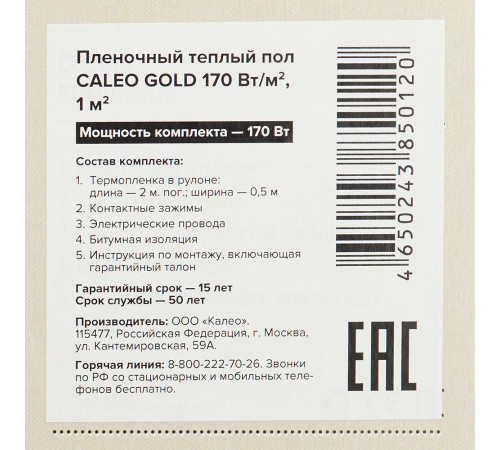 Пленочный теплый пол
CALEO GOLD 170 Вт/м²,
1 м²
Мощность комплекта — 170 Вт
Состав комплекта:
1. Термопленка в рулоне:
длина — 2 м. пог.; ширина — 0,5 м
2. Контактные зажимы
3. Электрические провода
4. Битумная изоляция
5. Инструкция по монтажу, включающая
гарантийный талон
Гарантийный срок — 15 лет
Срок службы — 50 лет
Производитель: ООО «Калео».
115477, Российская Федерация, г. Москва,
ул. Кантемировская, 59А.
Горячая линия: 8-800-222-70-26. Звонки
по РФ со стационарных и мобильных теле-
фонов бесплатно.
4 650243 850120
EAC